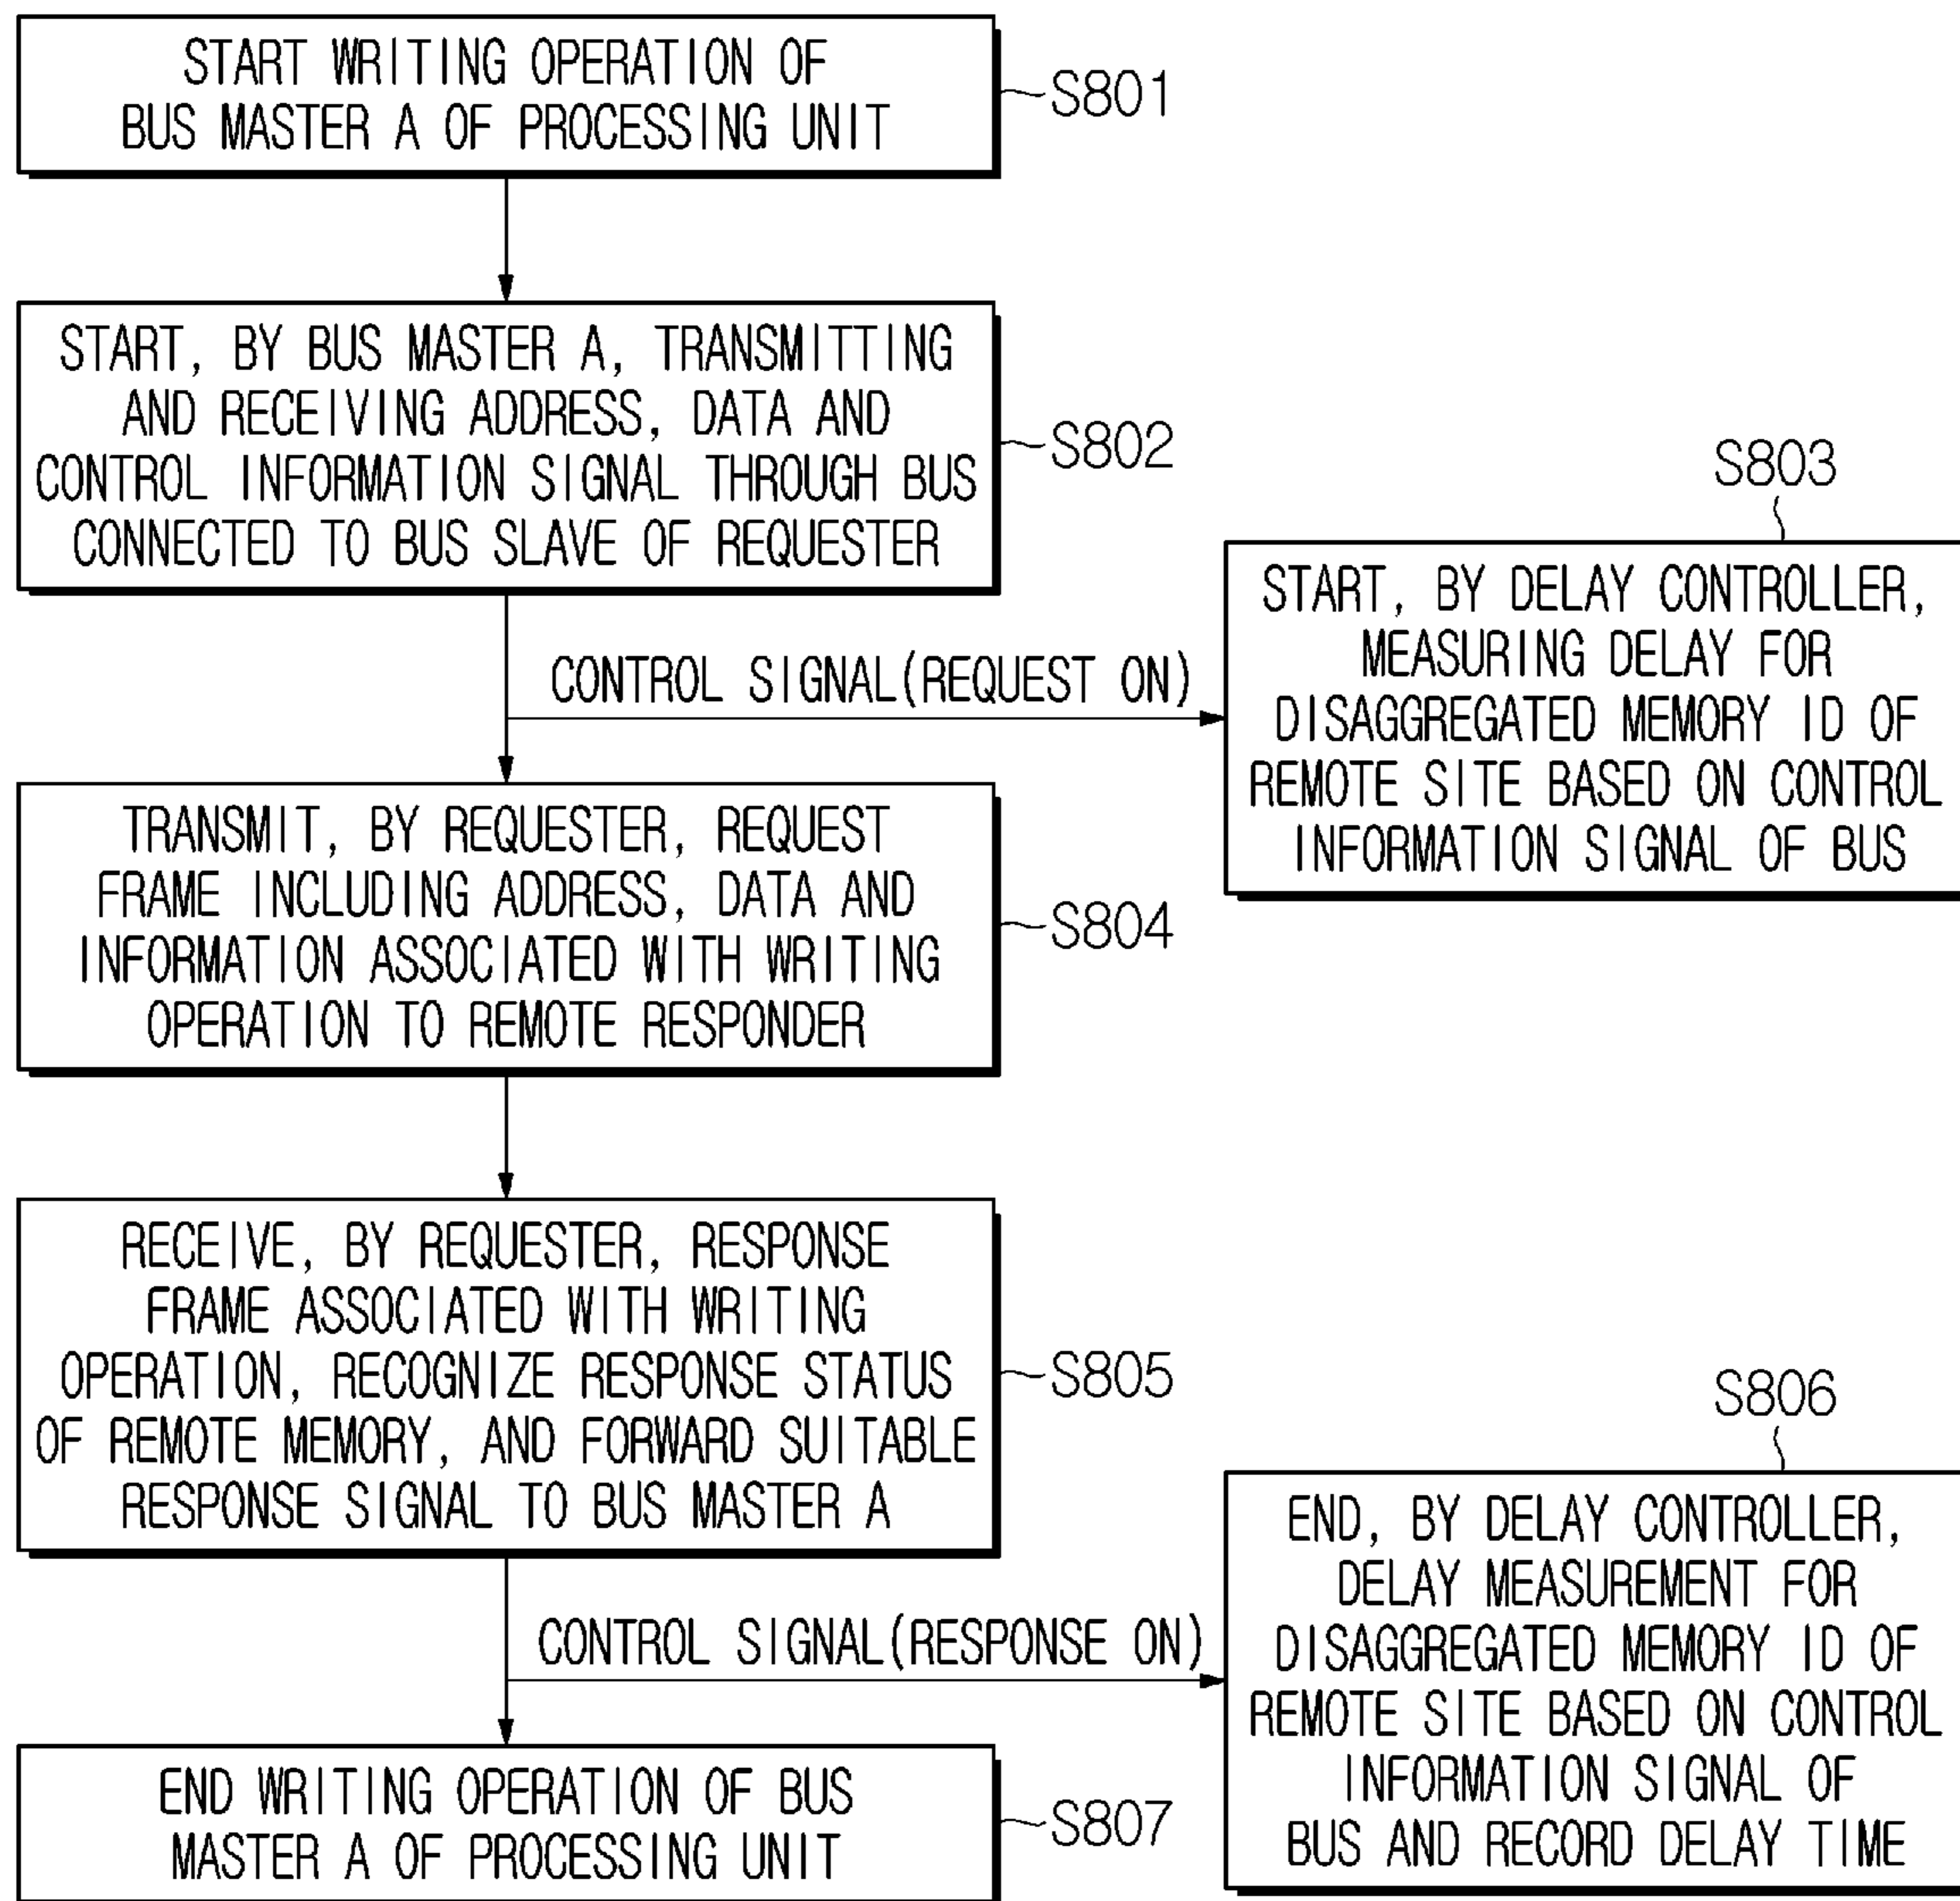 START WRITING OPERATION OF
BUS MASTER A OF PROCESSING UNIT
S801
START, BY BUS MASTER A, TRANSMITTING
AND RECEIVING ADDRESS, DATA AND
CONTROL INFORMATION SIGNAL THROUGH BUS
CONNECTED TO BUS SLAVE OF REQUESTER
S802
CONTROL SIGNAL(REQUEST ON)
S803
START, BY DELAY CONTROLLER,
MEASURING DELAY FOR
DISAGGREGATED MEMORY ID OF
REMOTE SITE BASED ON CONTROL
INFORMATION SIGNAL OF BUS
TRANSMIT, BY REQUESTER, REQUEST
FRAME INCLUDING ADDRESS, DATA AND
INFORMATION ASSOCIATED WITH WRITING
OPERATION TO REMOTE RESPONDER
S804
RECEIVE, BY REQUESTER, RESPONSE
FRAME ASSOCIATED WITH WRITING
OPERATION, RECOGNIZE RESPONSE STATUS
OF REMOTE MEMORY, AND FORWARD SUITABLE
RESPONSE SIGNAL TO BUS MASTER A
S805
CONTROL SIGNAL(RESPONSE ON)
S806
END, BY DELAY CONTROLLER,
DELAY MEASUREMENT FOR
DISAGGREGATED MEMORY ID OF
REMOTE SITE BASED ON CONTROL
INFORMATION SIGNAL OF
BUS AND RECORD DELAY TIME
END WRITING OPERATION OF BUS
MASTER A OF PROCESSING UNIT
S807